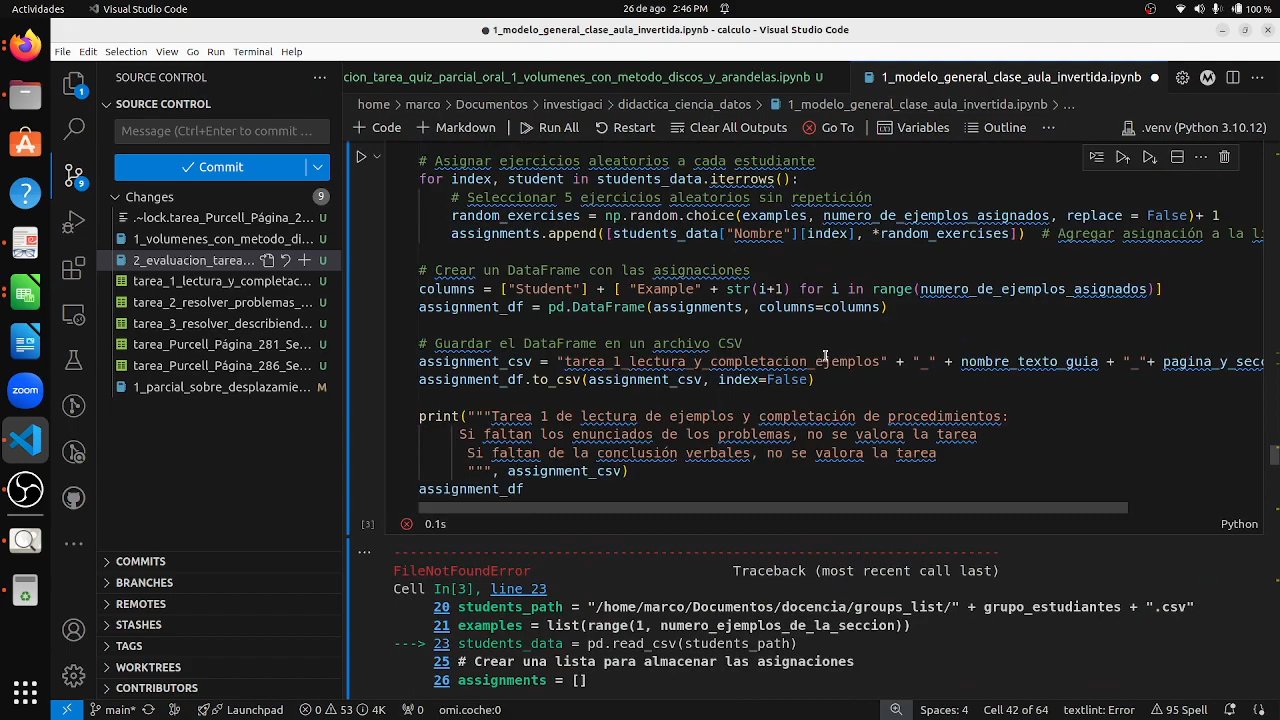 Actividades
Visual Studio Code
26 de ago 2:46 PM
100 %
1_modelo_general_clase_aula_invertida.ipynb - calculo - Visual Studio Code
File Edit Selection View Go Run Terminal Help
SOURCE CONTROL
cion_tarea_quiz_parcial_oral_1_volumenes_con_metodo_discos_y_arandelas.ipynb U
1_modelo_general_clase_aula_invertida.ipynb
SOURCE CONTROL
home > marco > Documentos > investigaci > didactica_ciencia_datos > 1_modelo_general_clase_aula_invertida.ipynb > ...
Message (Ctrl+Enter to commit ...
+ Code + Markdown Run All Restart Clear All Outputs Go To Variables Outline ... .venv (Python 3.10.12)
Commit
Changes 9
.~lock.tarea_Purcell_Página_2... U
1_volumenes_con_metodo_di... U
2_evaluacion_tarea... U
tarea_1_lectura_y_completac... U
tarea_2_resolver_problemas_... U
tarea_3_resolver_describiend... U
tarea_Purcell_Página_281_Se... U
tarea_Purcell_Página_286_Se... U
1_parcial_sobre_desplazamie... M
COMMITS
BRANCHES
REMOTES
STASHES
TAGS
WORKTREES
CONTRIBUTORS
# Asignar ejercicios aleatorios a cada estudiante
for index, student in students_data.iterrows():
# Seleccionar 5 ejercicios aleatorios sin repetición
random_exercises = np.random.choice(examples, numero_de_ejemplos_asignados, replace = False)+ 1
assignments.append([students_data["Nombre"][index], *random_exercises]) # Agregar asignación a la li
# Crear un DataFrame con las asignaciones
columns = ["Student"] + [ "Example" + str(i+1) for i in range(numero_de_ejemplos_asignados)]
assignment_df = pd.DataFrame(assignments, columns=columns)
# Guardar el DataFrame en un archivo CSV
assignment_csv = "tarea_1_lectura_y_completacion_ejemplos" + "_" + nombre_texto_guia + "_"+ pagina_y_secc
assignment_df.to_csv(assignment_csv, index=False)
print("""Tarea 1 de lectura de ejemplos y completación de procedimientos:
Si faltan los enunciados de los problemas, no se valora la tarea
Si faltan de la conclusión verbales, no se valora la tarea
""", assignment_csv)
assignment_df
[3]
0.1s
Python
...
---------------------------------------------------------------------------
FileNotFoundError Traceback (most recent call last)
Cell In[3], line 23
20 students_path = "/home/marco/Documentos/docencia/groups_list/" + grupo_estudiantes + ".csv"
21 examples = list(range(1, numero_ejemplos_de_la_seccion))
---> 23 students_data = pd.read_csv(students_path)
25 # Crear una lista para almacenar las asignaciones
26 assignments = []
main* Launchpad 0 53 4K 0 omi.coche:0 Spaces: 4 Cell 42 of 64 textlint: Error 95 Spell